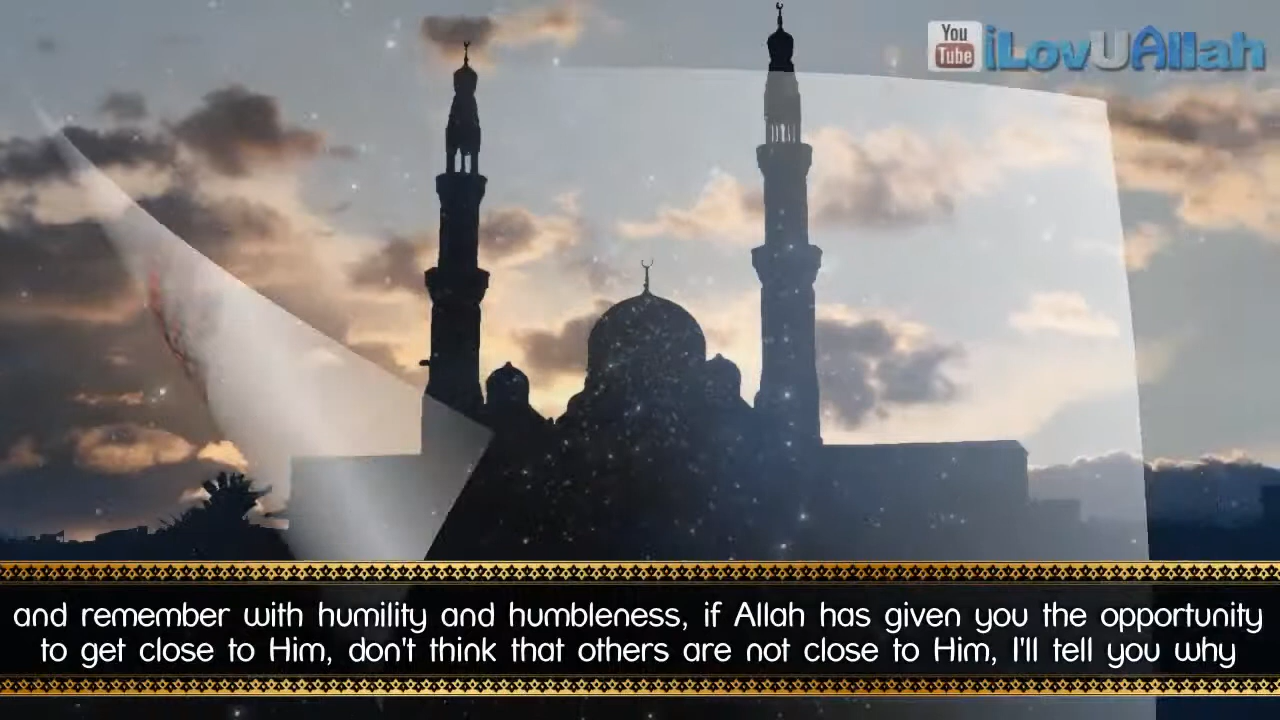 You
Tube
iLovUAllah
and remember with humility and humbleness, if Allah has given you the opportunity
to get close to Him, don't think that others are not close to Him, I'll tell you why